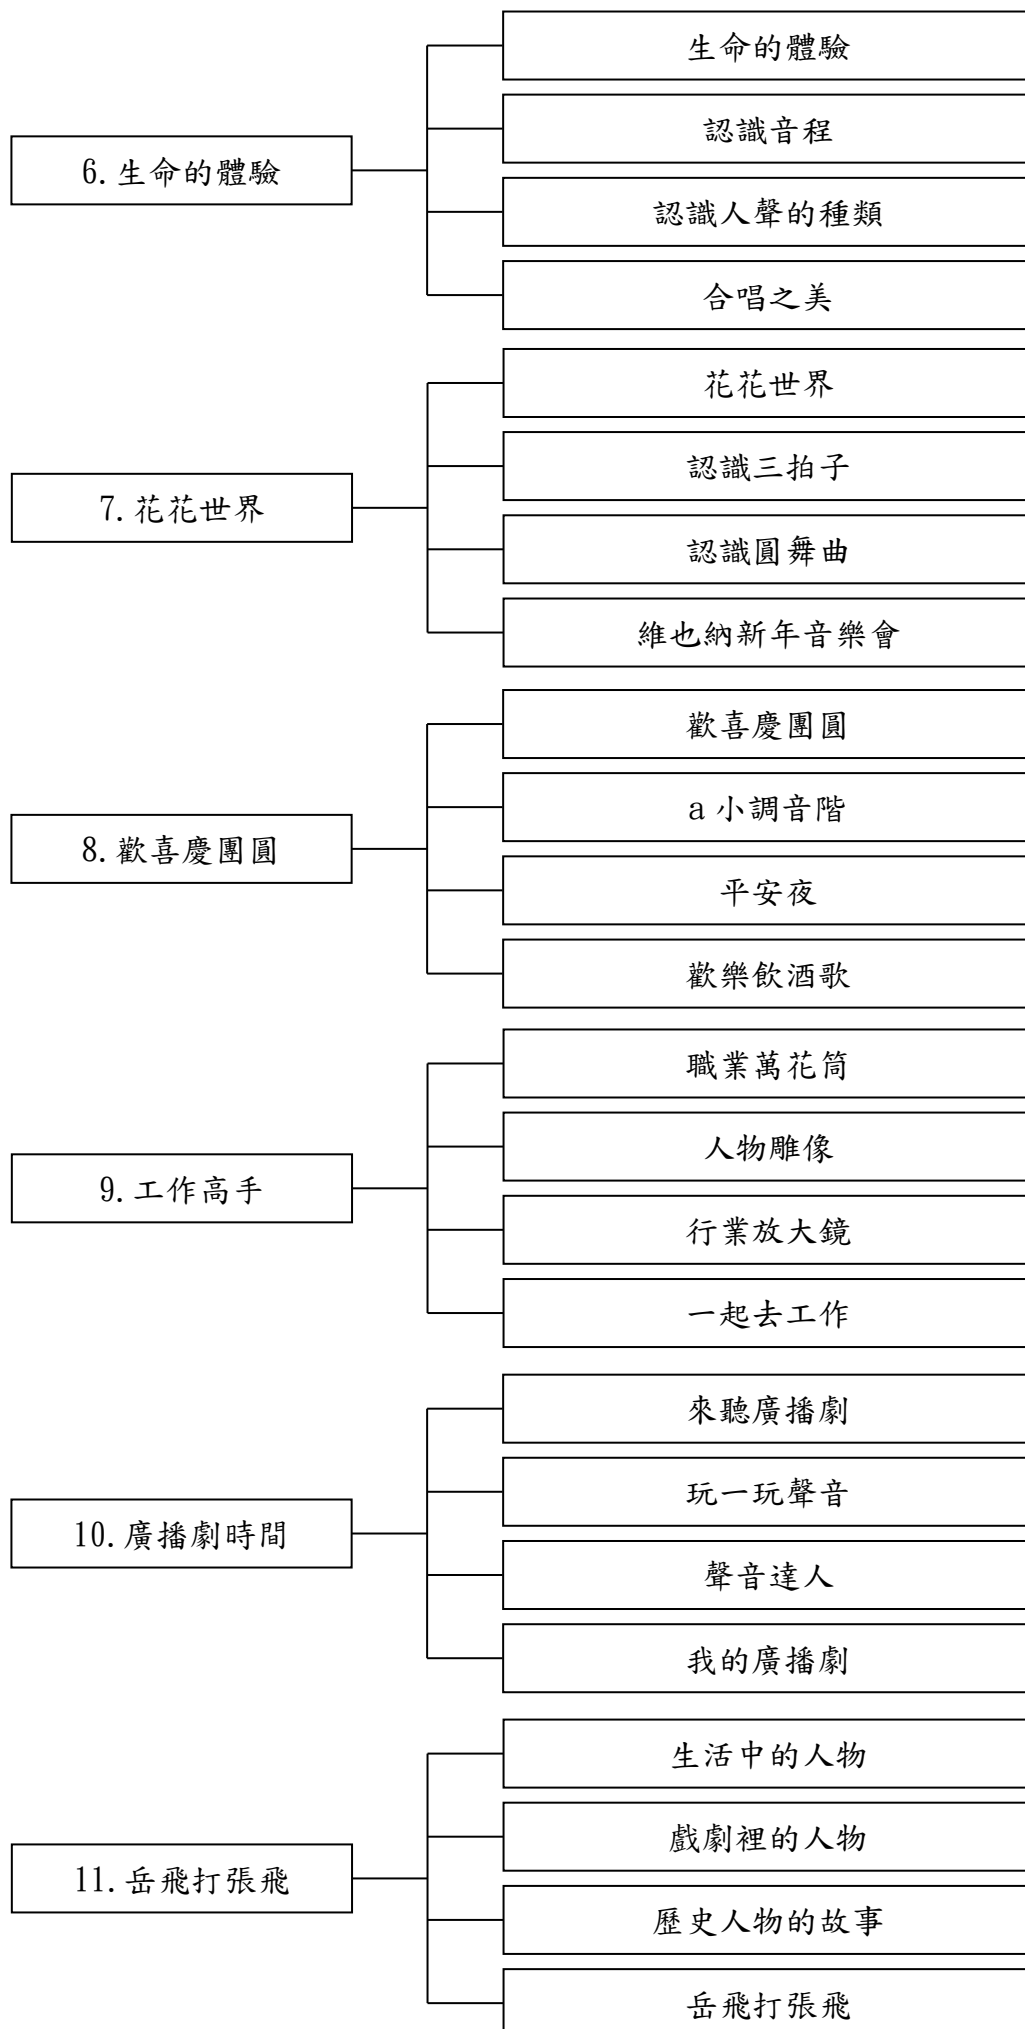 6.生命的體驗
生命的體驗
認識音程
認識人聲的種類
合唱之美
7.花花世界
花花世界
認識三拍子
認識圓舞曲
維也納新年音樂會
8.歡喜慶團圓
歡喜慶團圓
a 小調音階
平安夜
歡樂飲酒歌
9.工作高手
職業萬花筒
人物雕像
行業放大鏡
一起去工作
10.廣播劇時間
來聽廣播劇
玩一玩聲音
聲音達人
我的廣播劇
11.岳飛打張飛
生活中的人物
戲劇裡的人物
歷史人物的故事
岳飛打張飛